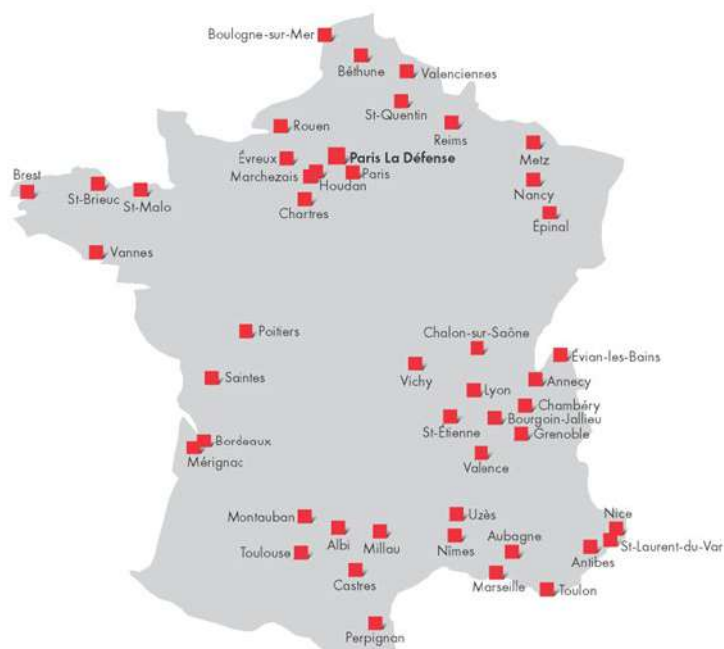 Boulogne-sur-Mer
Béthune
Valenciennes
St-Quentin
Rouen
Reims
Évreux
Paris La Défense
Metz
Marchezais
Houdan
Paris
Brest
St-Brieuc
St-Malo
Nancy
Chartres
Épinal
Vannes
Poitiers
Chalon-sur-Saône
Évian-les-Bains
Saintes
Vichy
Annecy
Lyon
Chambéry
St-Étienne
Bourgoin-Jallieu
Bordeaux
Grenoble
Mérignac
Valence
Montauban
Uzès
Nice
Albi
Millau
Nîmes
Aubagne
St-Laurent-du-Var
Toulouse
Antibes
Castres
Marseille
Toulon
Perpignan